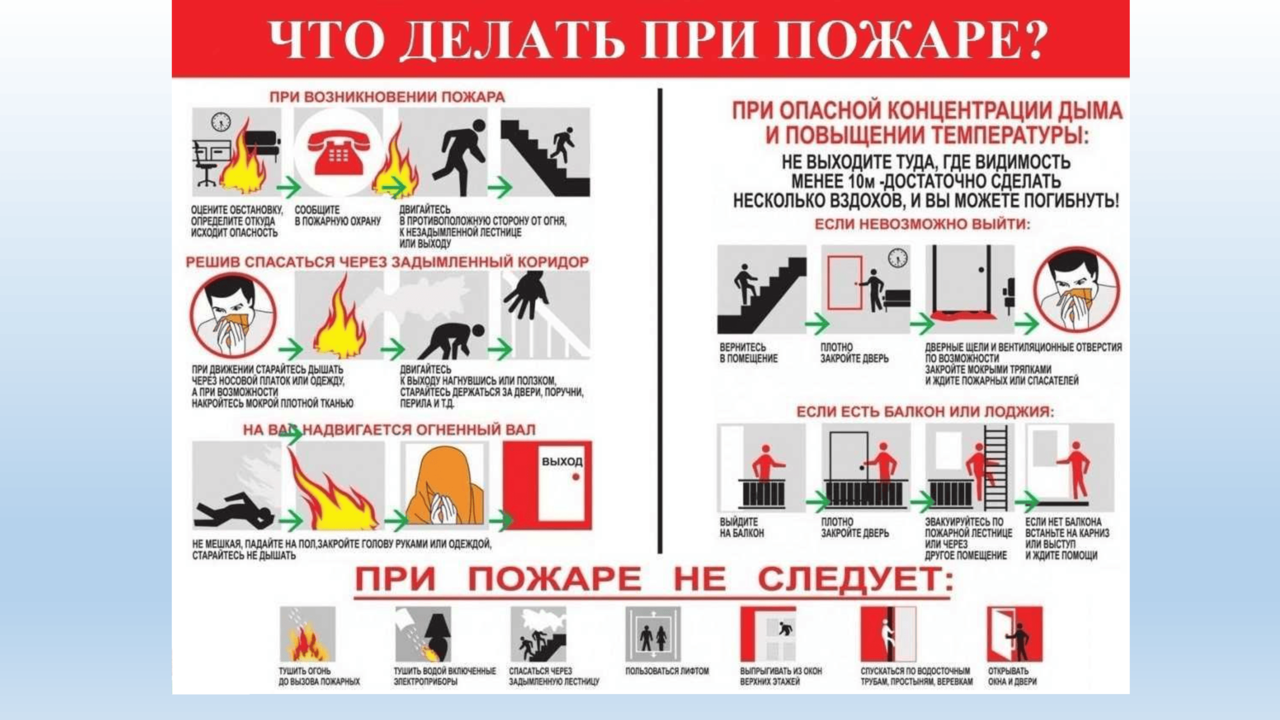 ЧТО ДЕЛАТЬ ПРИ ПОЖАРЕ?
ПРИ ВОЗНИКНОВЕНИИ ПОЖАРА
ОЦЕНИТЕ ОБСТАНОВКУ,
ОПРЕДЕЛИТЕ ОТКУДА
ИСХОДИТ ОПАСНОСТЬ
СООБЩИТЕ
В ПОЖАРНУЮ ОХРАНУ
ДВИГАЙТЕСЬ
В ПРОТИВОПОЛОЖНУЮ СТОРОНУ ОТ ОГНЯ,
К НЕЗАДЫМЛЕННОЙ ЛЕСТНИЦЕ
ИЛИ ВЫХОДУ
РЕШИВ СПАСАТЬСЯ ЧЕРЕЗ ЗАДЫМЛЕННЫЙ КОРИДОР
ПРИ ДВИЖЕНИИ СТАРАЙТЕСЬ ДЫШАТЬ
ЧЕРЕЗ НОСОВОЙ ПЛАТОК ИЛИ ОДЕЖДУ,
А ПРИ ВОЗМОЖНОСТИ
НАКРОЙТЕСЬ МОКРОЙ ПЛОТНОЙ ТКАНЬЮ
ДВИГАЙТЕСЬ
К ВЫХОДУ НАГНУВШИСЬ ИЛИ ПОЛЗКОМ,
СТАРАЙТЕСЬ ДЕРЖАТЬСЯ ЗА ДВЕРИ, ПОРУЧНИ,
ПЕРИЛА И Т.Д.
НА ВАС НАДВИГАЕТСЯ ОГНЕННЫЙ ВАЛ
ВЫХОД
НЕ МЕШКАЯ, ПАДАЙТЕ НА ПОЛ,ЗАКРОЙТЕ ГОЛОВУ РУКАМИ ИЛИ ОДЕЖДОЙ,
СТАРАЙТЕСЬ НЕ ДЫШАТЬ
ПРИ ОПАСНОЙ КОНЦЕНТРАЦИИ ДЫМА
И ПОВЫЩЕНИИ ТЕМПЕРАТУРЫ:
НЕ ВЫХОДИТЕ ТУДА, ГДЕ ВИДИМОСТЬ
МЕНЕЕ 10м -ДОСТАТОЧНО СДЕЛАТЬ
НЕСКОЛЬКО ВЗДОХОВ, И ВЫ МОЖЕТЕ ПОГИБНУТЬ!
ЕСЛИ НЕВОЗМОЖНО ВЫЙТИ:
ВЕРНИТЕСЬ
В ПОМЕЩЕНИЕ
ПЛОТНО
ЗАКРОЙТЕ ДВЕРЬ
ДВЕРНЫЕ ЩЕЛИ И ВЕНТИЛЯЦИОННЫЕ ОТВЕРСТИЯ
ПО ВОЗМОЖНОСТИ
ЗАКРОЙТЕ МОКРЫМИ ТРЯПКАМИ
И ЖДИТЕ ПОЖАРНЫХ ИЛИ СПАСАТЕЛЕЙ
ЕСЛИ ЕСТЬ БАЛКОН ИЛИ ЛОДЖИЯ:
ВЫЙДИТЕ
НА БАЛКОН
ПЛОТНО
ЗАКРОЙТЕ ДВЕРЬ
ЭВАКУИРУЙТЕСЬ ПО
ПОЖАРНОЙ ЛЕСТНИЦЕ
ИЛИ ЧЕРЕЗ
ДРУГОЕ ПОМЕЩЕНИЕ
ЕСЛИ НЕТ БАЛКОНА
ВСТАНЬТЕ НА КАРНИЗ
ИЛИ ВЫСТУП
И ЖДИТЕ ПОМОЩИ
ПРИ ПОЖАРЕ НЕ СЛЕДУЕТ:
ТУШИТЬ ОГОНЬ
ДО ВЫЗОВА ПОЖАРНЫХ
ТУШИТЬ ВОДОЙ ВКЛЮЧЕННЫЕ
ЭЛЕКТРОПРИБОРЫ
СПАСАТЬСЯ ЧЕРЕЗ
ЗАДЫМЛЕННУЮ ЛЕСТНИЦУ
ПОЛЬЗОВАТЬСЯ ЛИФТОМ
ВЫПРЫГИВАТЬ ИЗ ОКОН
ВЕРХНИХ ЭТАЖЕЙ
СПУСКАТЬСЯ ПО ВОДОСТОЧНЫМ
ТРУБАМ, ПРОСТЫНЯМ, ВЕРЕВКАМ
ОТКРЫВАТЬ
ОКНА И ДВЕРИ